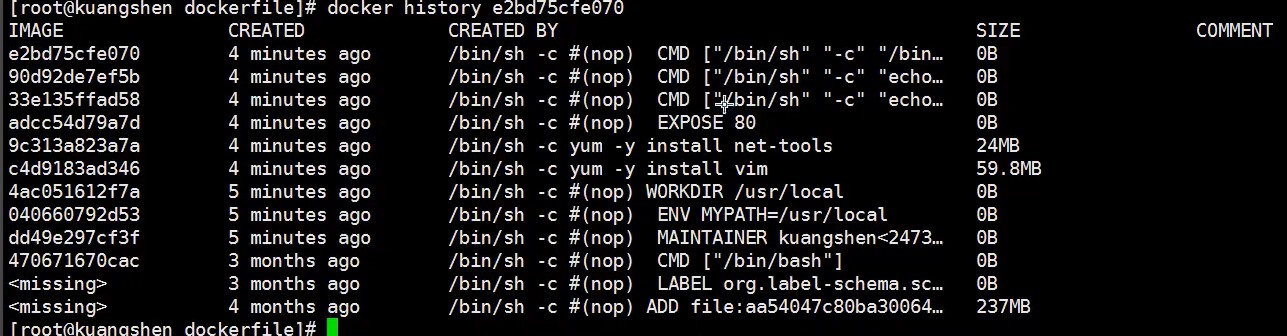 [root@kuangshen dockerfile]# docker history e2bd75cfe070
IMAGE CREATED CREATED BY SIZE COMMENT
e2bd75cfe070 4 minutes ago /bin/sh -c #(nop)  CMD ["/bin/sh" "-c" "/bin… 0B
90d92de7ef5b 4 minutes ago /bin/sh -c #(nop)  CMD ["/bin/sh" "-c" "echo… 0B
33e135ffad58 4 minutes ago /bin/sh -c #(nop)  CMD ["/bin/sh" "-c" "echo… 0B
adcc54d79a7d 4 minutes ago /bin/sh -c #(nop)  EXPOSE 80 0B
9c313a823a7a 4 minutes ago /bin/sh -c yum -y install net-tools 24MB
c4d9183ad346 4 minutes ago /bin/sh -c yum -y install vim 59.8MB
4ac051612f7a 5 minutes ago /bin/sh -c #(nop) WORKDIR /usr/local 0B
040660792d53 5 minutes ago /bin/sh -c #(nop)  ENV MYPATH=/usr/local 0B
dd49e297cf3f 5 minutes ago /bin/sh -c #(nop)  MAINTAINER kuangshen<2473… 0B
470671670cac 3 months ago /bin/sh -c #(nop)  CMD ["/bin/bash"] 0B
<missing> 3 months ago /bin/sh -c #(nop)  LABEL org.label-schema.sc… 0B
<missing> 4 months ago /bin/sh -c #(nop) ADD file:aa54047c80ba30064… 237MB
[root@kuangshen dockerfile]#